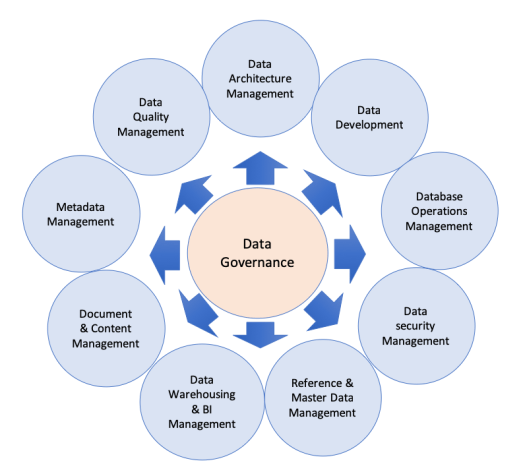 Data
Architecture
Management
Data
Development
Database
Operations
Management
Data
security
Management
Reference &
Master Data
Management
Data
Warehousing
& BI
Management
Document
& Content
Management
Metadata
Management
Data
Quality
Management
Data
Governance